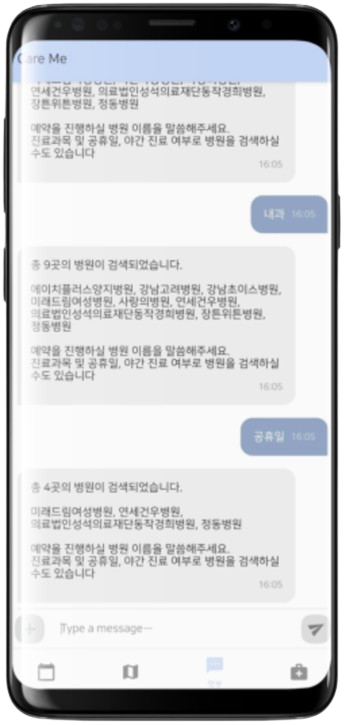 Care Me
연세건우병원, 의료법인성석의료재단동작경희병원,
장튼위튼병원, 정동병원
예약을 진행하실 병원 이름을 말씀해주세요.
진료과목 및 공휴일, 야간 진료 여부로 병원을 검색하실
수도 있습니다
16:05
내과 16:05
총 9곳의 병원이 검색되었습니다.
에이치플러스양지병원, 강남고려병원, 강남초이스병원,
미래드림여성병원, 사랑의병원, 연세건우병원,
의료법인성석의료재단동작경희병원, 장튼위튼병원,
정동병원
예약을 진행하실 병원 이름을 말씀해주세요.
진료과목 및 공휴일, 야간 진료 여부로 병원을 검색하실
수도 있습니다
16:05
공휴일 16:05
총 4곳의 병원이 검색되었습니다.
미래드림여성병원, 연세건우병원,
의료법인성석의료재단동작경희병원, 정동병원
예약을 진행하실 병원 이름을 말씀해주세요.
진료과목 및 공휴일, 야간 진료 여부로 병원을 검색하실
수도 있습니다
16:05
Type a message…